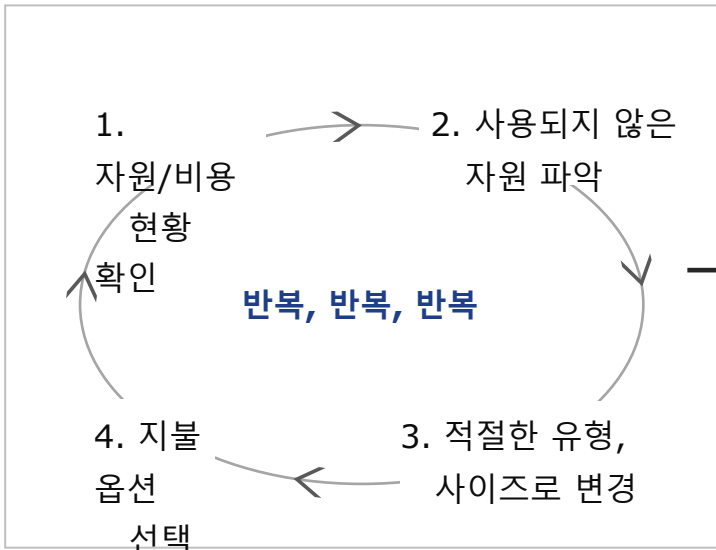 1.
자원/비용
현황
확인
2. 사용되지 않은
자원 파악
반복, 반복, 반복
3. 적절한 유형,
사이즈로 변경
4. 지불
옵션
선택